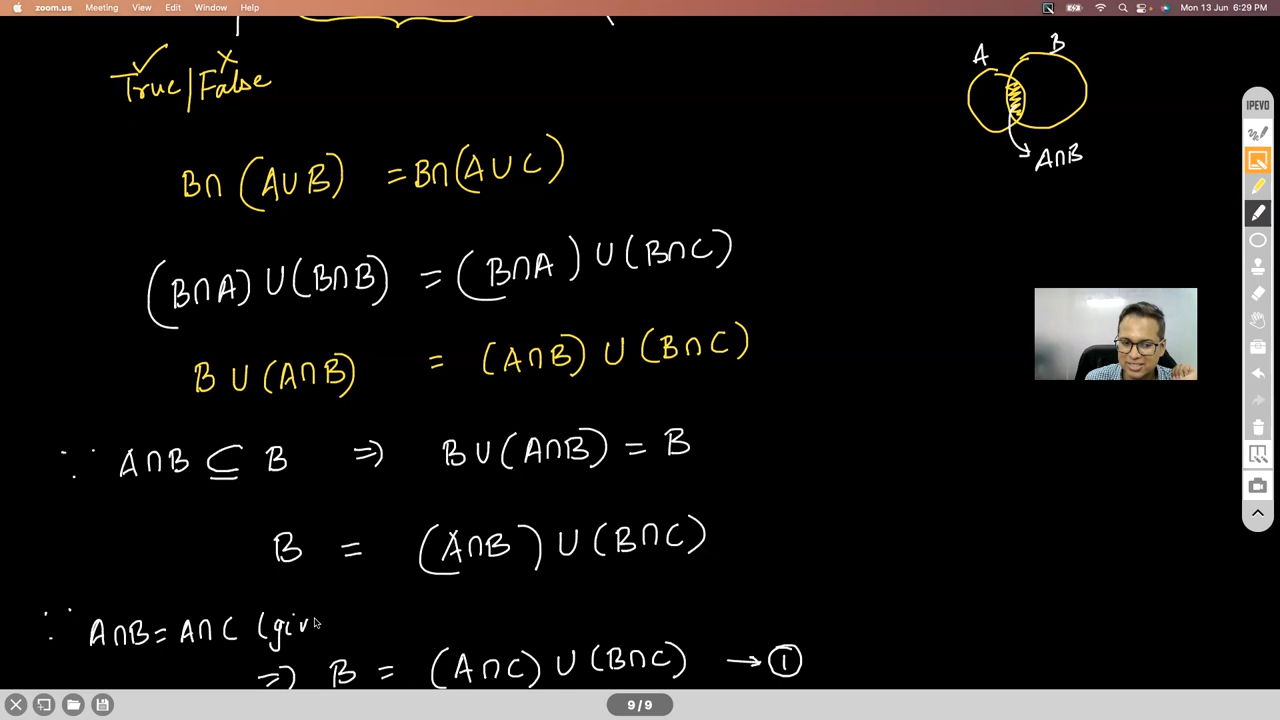 zoom.us Meeting View Edit Window Help Mon 13 Jun 6:29 PM
A B
IPEVO
True/False
A∩B
B∩(A∪B) = B∩(A∪C)
(B∩A)∪(B∩B) = (B∩A)∪(B∩C)
B∪(A∩B) = (A∩B)∪(B∩C)
∵ A∩B ⊆ B ⇒ B∪(A∩B) = B
B = (A∩B)∪(B∩C)
∵ A∩B = A∩C (giv
⇒ B = (A∩C)∪(B∩C) → ①
9/9